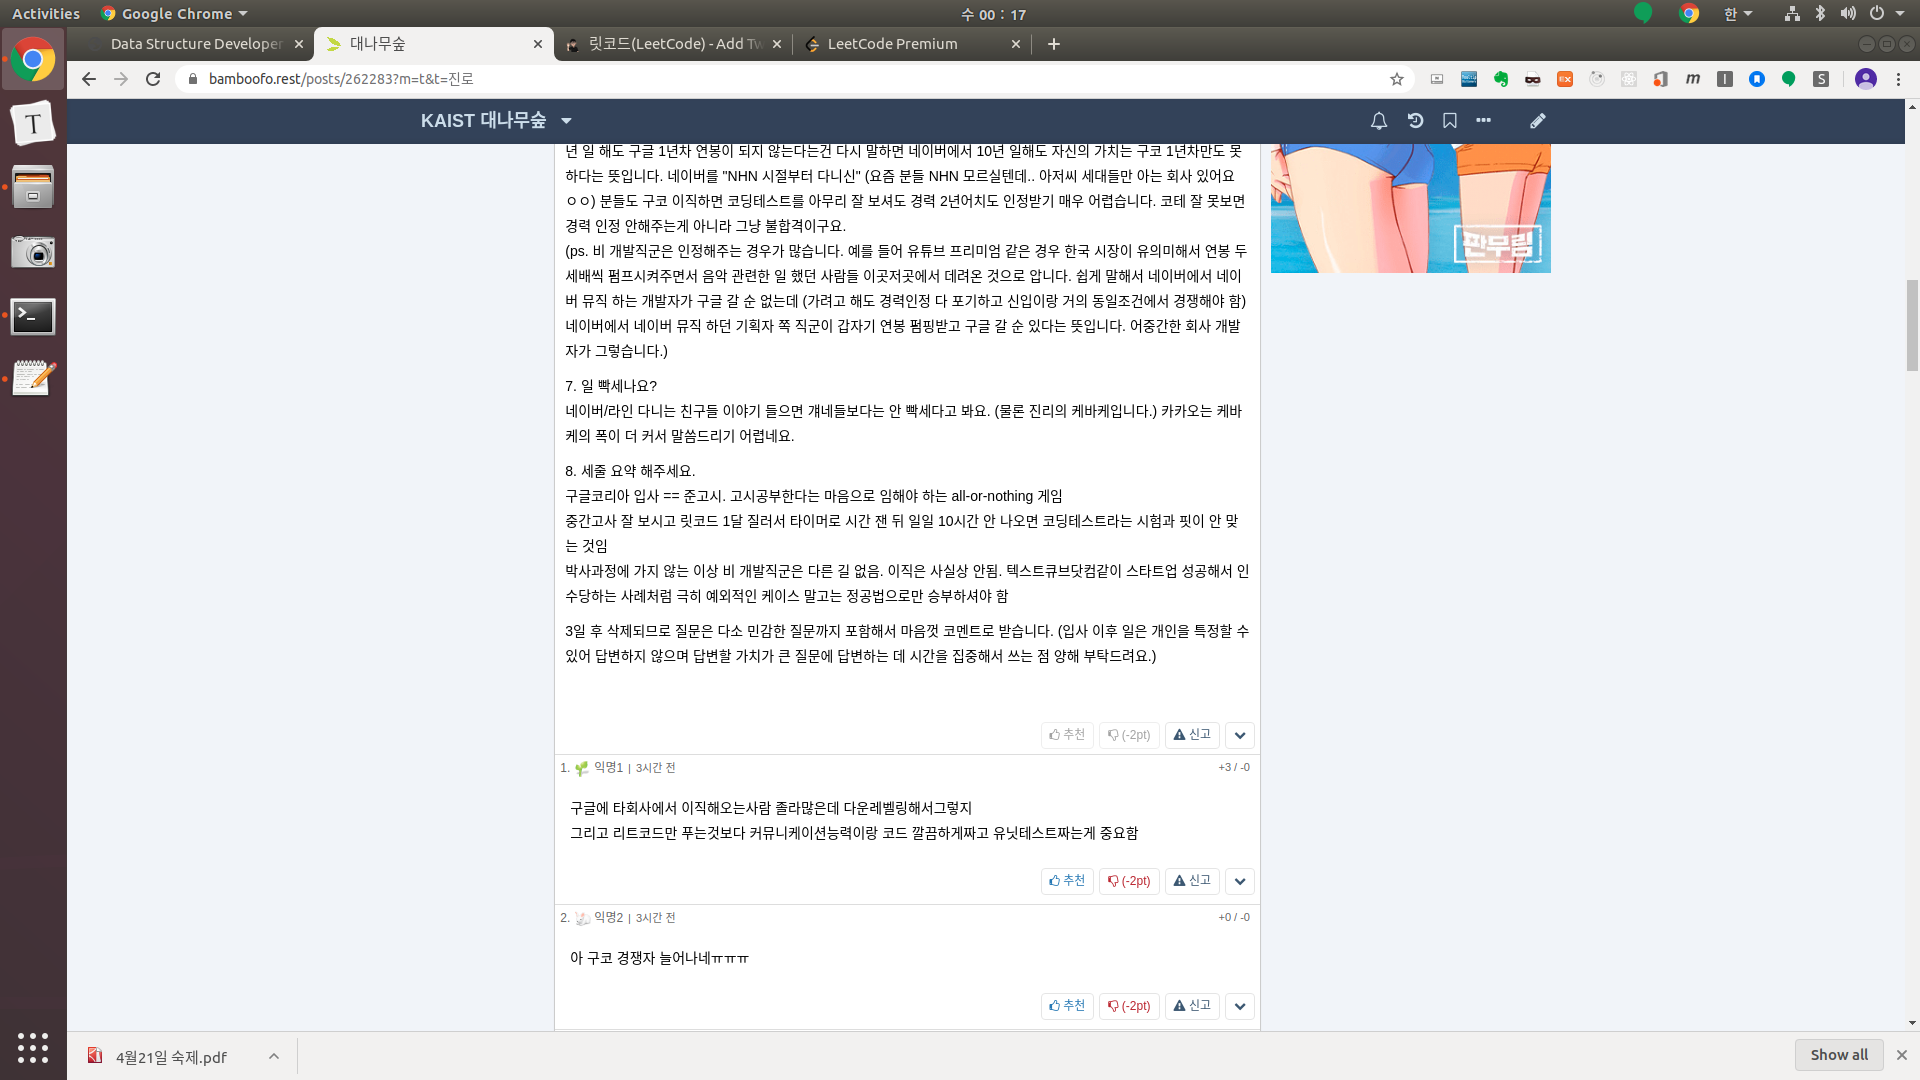 Activities
Google Chrome
수 00 : 17
한
Data Structure Developer
대나무숲
릿코드(LeetCode) - Add Tw
LeetCode Premium
bamboofo.rest/posts/262283?m=t&t=진로
KAIST 대나무숲
년 일 해도 구글 1년차 연봉이 되지 않는다는건 다시 말하면 네이버에서 10년 일해도 자신의 가치는 구코 1년차만도 못
하다는 뜻입니다. 네이버를 "NHN 시절부터 다니신" (요즘 분들 NHN 모르실텐데.. 아저씨 세대들만 아는 회사 있어요
ㅇㅇ) 분들도 구코 이직하면 코딩테스트를 아무리 잘 보셔도 경력 2년어치도 인정받기 매우 어렵습니다. 코테 잘 못보면
경력 인정 안해주는게 아니라 그냥 불합격이구요.
(ps. 비 개발직군은 인정해주는 경우가 많습니다. 예를 들어 유튜브 프리미엄 같은 경우 한국 시장이 유의미해서 연봉 두
세배씩 펌프시켜주면서 음악 관련한 일 했던 사람들 이곳저곳에서 데려온 것으로 압니다. 쉽게 말해서 네이버에서 네이
버 뮤직 하는 개발자가 구글 갈 순 없는데 (가려고 해도 경력인정 다 포기하고 신입이랑 거의 동일조건에서 경쟁해야 함)
네이버에서 네이버 뮤직 하던 기획자 쪽 직군이 갑자기 연봉 펌핑받고 구글 갈 순 있다는 뜻입니다. 어중간한 회사 개발
자가 그렇습니다.)
7. 일 빡세나요?
네이버/라인 다니는 친구들 이야기 들으면 걔네들보다는 안 빡세다고 봐요. (물론 진리의 케바케입니다.) 카카오는 케바
케의 폭이 더 커서 말씀드리기 어렵네요.
8. 세줄 요약 해주세요.
구글코리아 입사 == 준고시. 고시공부한다는 마음으로 임해야 하는 all-or-nothing 게임
중간고사 잘 보시고 릿코드 1달 질러서 타이머로 시간 잰 뒤 일일 10시간 안 나오면 코딩테스트라는 시험과 핏이 안 맞
는 것임
박사과정에 가지 않는 이상 비 개발직군은 다른 길 없음. 이직은 사실상 안됨. 텍스트큐브닷컴같이 스타트업 성공해서 인
수당하는 사례처럼 극히 예외적인 케이스 말고는 정공법으로만 승부하셔야 함
3일 후 삭제되므로 질문은 다소 민감한 질문까지 포함해서 마음껏 코멘트로 받습니다. (입사 이후 일은 개인을 특정할 수
있어 답변하지 않으며 답변할 가치가 큰 질문에 답변하는 데 시간을 집중해서 쓰는 점 양해 부탁드려요.)
추천 (-2pt) 신고
1. 익명1 | 3시간 전 +3 / -0
구글에 타회사에서 이직해오는사람 졸라많은데 다운레벨링해서그렇지
그리고 리트코드만 푸는것보다 커뮤니케이션능력이랑 코드 깔끔하게짜고 유닛테스트짜는게 중요함
추천 (-2pt) 신고
2. 익명2 | 3시간 전 +0 / -0
아 구코 경쟁자 늘어나네ㅠㅠㅠ
추천 (-2pt) 신고
판무림
4월21일 숙제.pdf
Show all